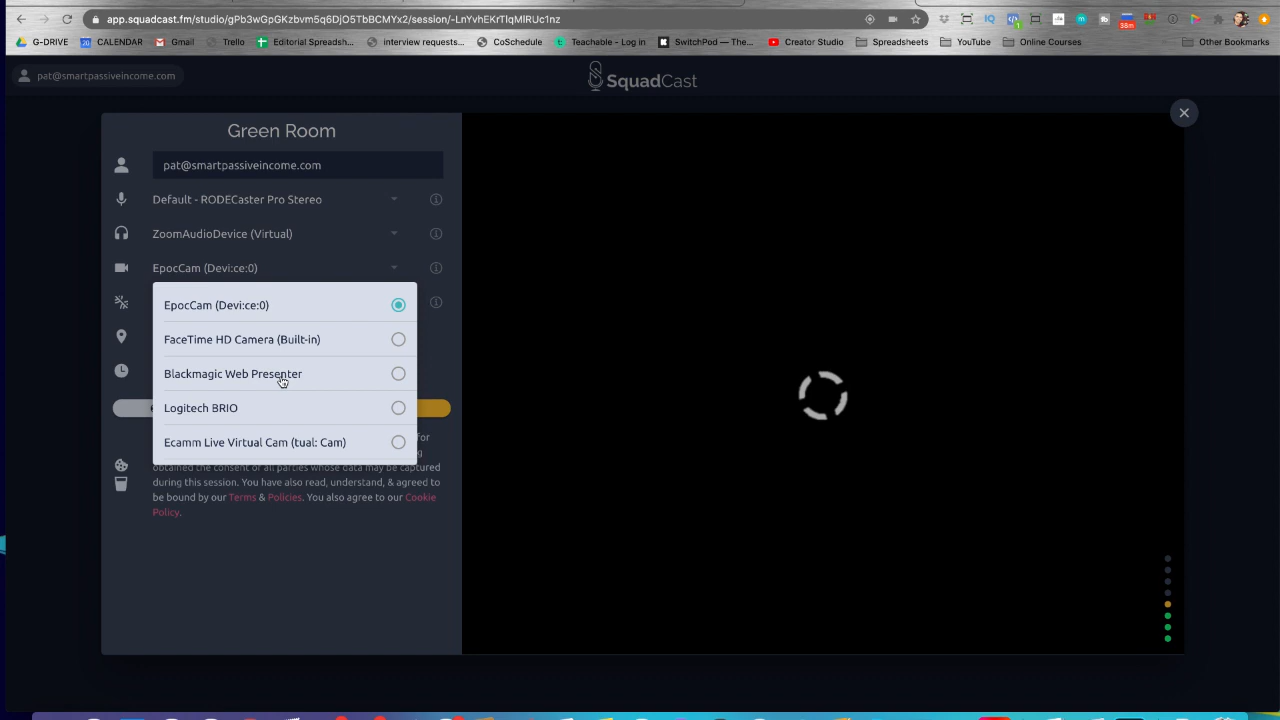 app.squadcast.fm/studio/gPb3wGpGKzbvm5q6DjO5TbBCMYx2/session/-LnYvhEKrTlqMlRUc1nz
38m
G-DRIVE
20 CALENDAR
Gmail
Trello
Editorial Spreadsh...
interview requests...
CoSchedule
Teachable - Log in
SwitchPod — The...
Creator Studio
Spreadsheets
YouTube
Online Courses
Other Bookmarks
pat@smartpassiveincome.com
SquadCast
Green Room
pat@smartpassiveincome.com
Default - RODECaster Pro Stereo
ZoomAudioDevice (Virtual)
EpocCam (Devi:ce:0)
EpocCam (Devi:ce:0)
FaceTime HD Camera (Built-in)
Blackmagic Web Presenter
Logitech BRIO
Ecamm Live Virtual Cam (tual: Cam)
for
obtained the consent of all parties whose data may be captured
during this session. You have also read, understand, & agreed to
be bound by our Terms & Policies. You also agree to our Cookie
Policy.